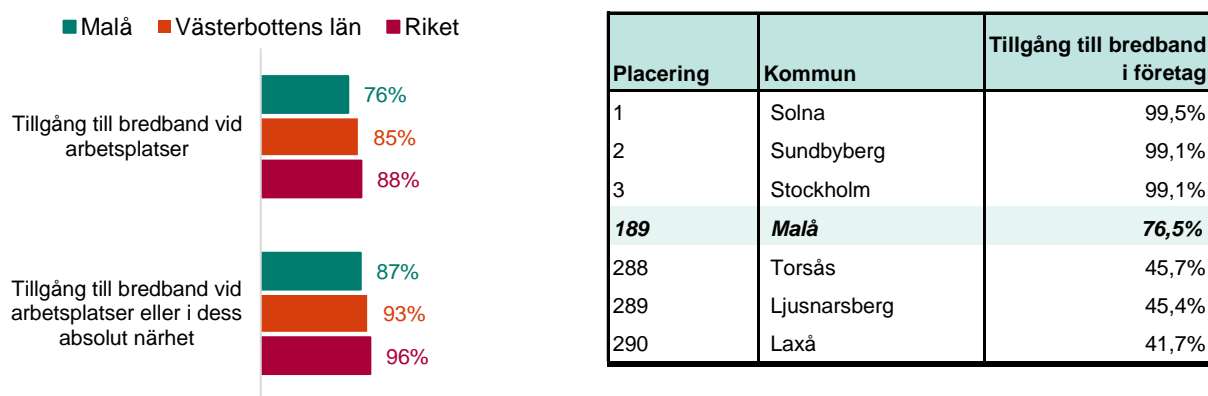 Malå Västerbottens län Riket
Tillgång till bredband vid
arbetsplatser
76%
85%
88%
Tillgång till bredband vid
arbetsplatser eller i dess
absolut närhet
87%
93%
96%
Placering Kommun Tillgång till bredband
i företag
1 Solna 99,5%
2 Sundbyberg 99,1%
3 Stockholm 99,1%
189 Malå 76,5%
288 Torsås 45,7%
289 Ljusnarsberg 45,4%
290 Laxå 41,7%